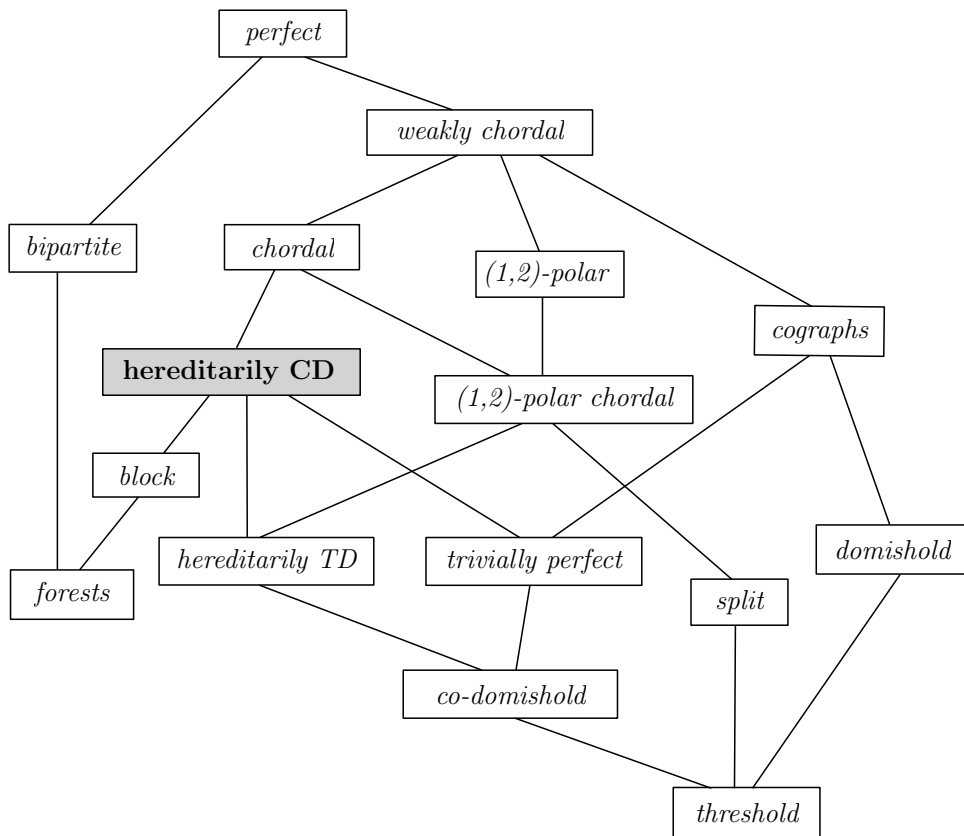 perfect
weakly chordal
bipartite
chordal
(1,2)-polar
cographs
hereditarily CD
(1,2)-polar chordal
block
domishold
hereditarily TD
trivially perfect
forests
split
co-domishold
threshold